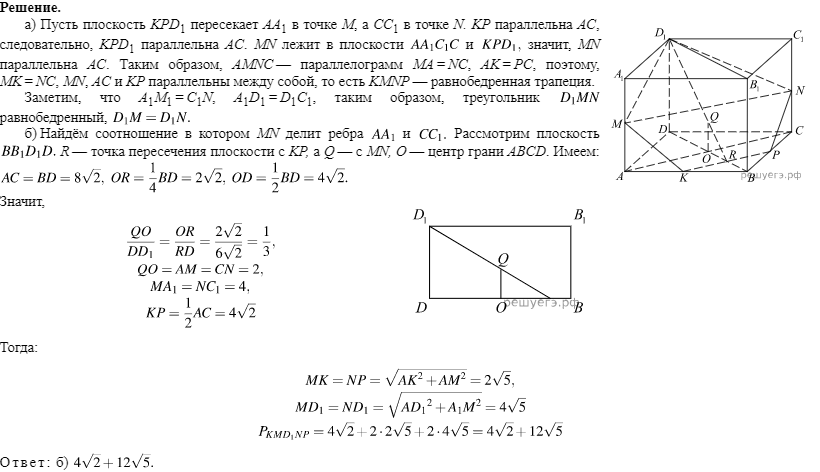 Решение.
а) Пусть плоскость KPD₁ пересекает AA₁ в точке M, а CC₁ в точке N. KP параллельна AC,
следовательно, KPD₁ параллельна AC. MN лежит в плоскости AA₁C₁C и KPD₁, значит, MN
параллельна AC. Таким образом, AMNC — параллелограмм MA = NC, AK = PC, поэтому,
MK = NC, MN, AC и KP параллельны между собой, то есть KMNP — равнобедренная трапеция.
Заметим, что A₁M₁ = C₁N, A₁D₁ = D₁C₁, таким образом, треугольник D₁MN
равнобедренный, D₁M = D₁N.
б) Найдём соотношение в котором MN делит ребра AA₁ и CC₁. Рассмотрим плоскость
BB₁D₁D. R — точка пересечения плоскости с KP, а Q — с MN, O — центр грани ABCD. Имеем:
AC = BD = 8√2, OR = 1/4 BD = 2√2, OD = 1/2 BD = 4√2.
Значит,
QO/DD₁ = OR/RD = 2√2/6√2 = 1/3,
QO = AM = CN = 2,
MA₁ = NC₁ = 4,
KP = 1/2 AC = 4√2
D₁
C₁
A₁
B₁
N
M
Q
D
C
O
R
P
A
K
B
решуегэ.рф
D₁
B₁
Q
решуегэ.рф
D
O
B
Тогда:
MK = NP = √(AK² + AM²) = 2√5,
MD₁ = ND₁ = √(AD₁² + A₁M²) = 4√5
P_KMD₁NP = 4√2 + 2·2√5 + 2·4√5 = 4√2 + 12√5
Ответ: б) 4√2 + 12√5.